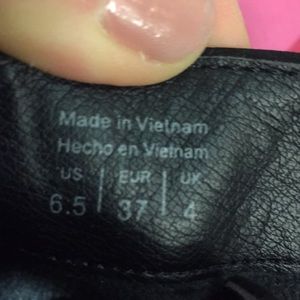 Made in Vietnam
Hecho en Vietnam
US | EUR | UK
6.5 | 37 | 4